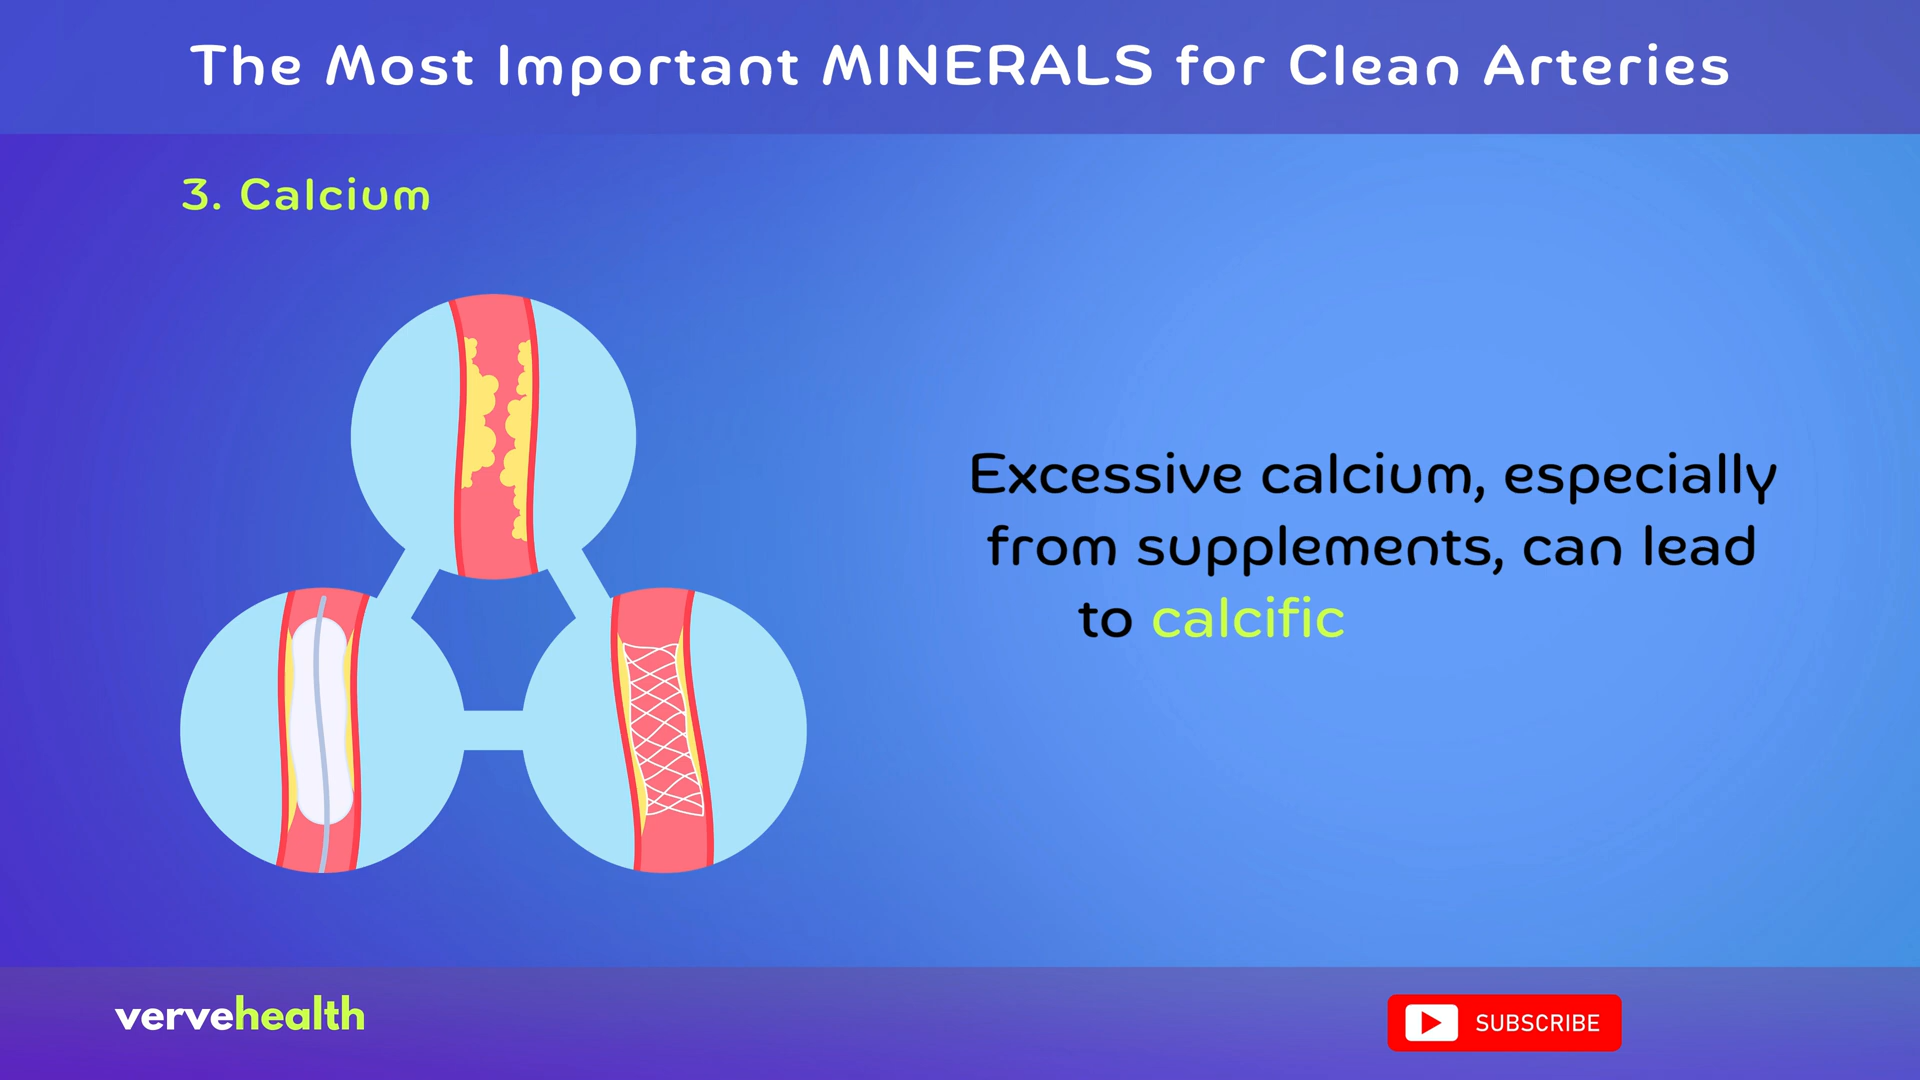 The Most Important MINERALS for Clean Arteries
3. Calcium
Excessive calcium, especially
from supplements, can lead
to calcific
vervehealth
SUBSCRIBE